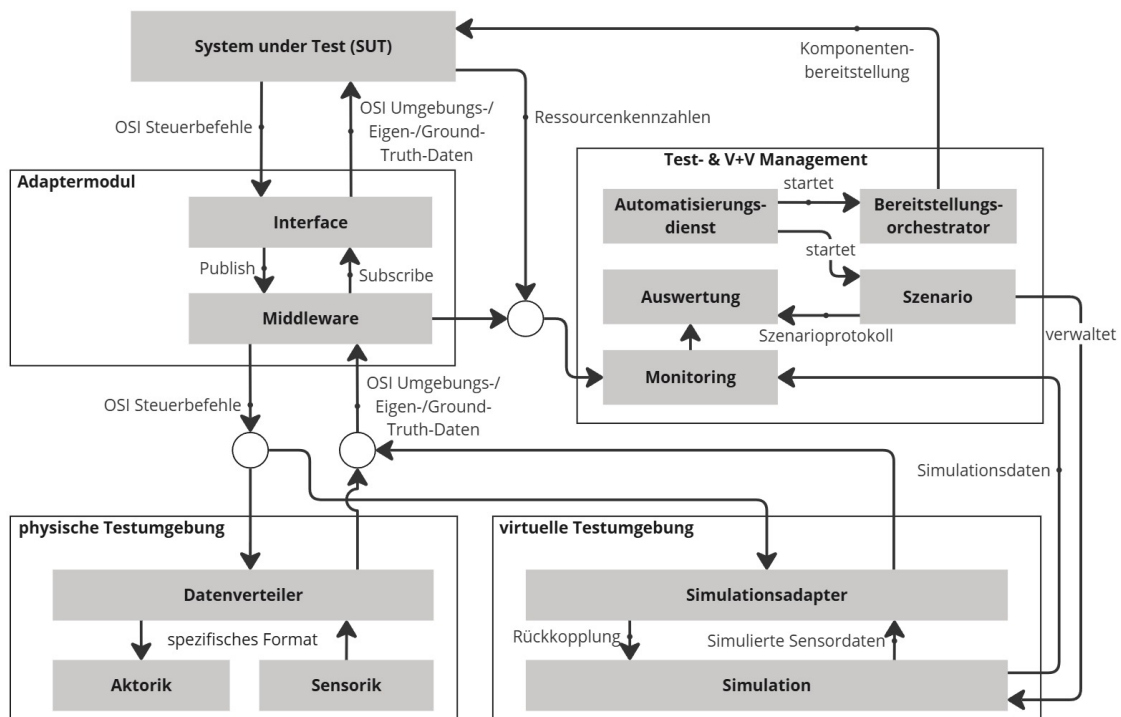 System under Test (SUT)
Komponenten-
bereitstellung
OSI Steuerbefehle
OSI Umgebungs-/
Eigen-/Ground-
Truth-Daten
Ressourcenkennzahlen
Adaptermodul
Interface
Publish
Subscribe
Middleware
Test- & V+V Management
Automatisierungs-
dienst
startet
Bereitstellungs-
orchestrator
startet
Auswertung
Szenario
Szenarioprotokoll
verwaltet
Monitoring
OSI Steuerbefehle
OSI Umgebungs-/
Eigen-/Ground-
Truth-Daten
Simulationsdaten
physische Testumgebung
Datenverteiler
spezifisches Format
Aktorik
Sensorik
virtuelle Testumgebung
Simulationsadapter
Rückkopplung
Simulierte Sensordaten
Simulation